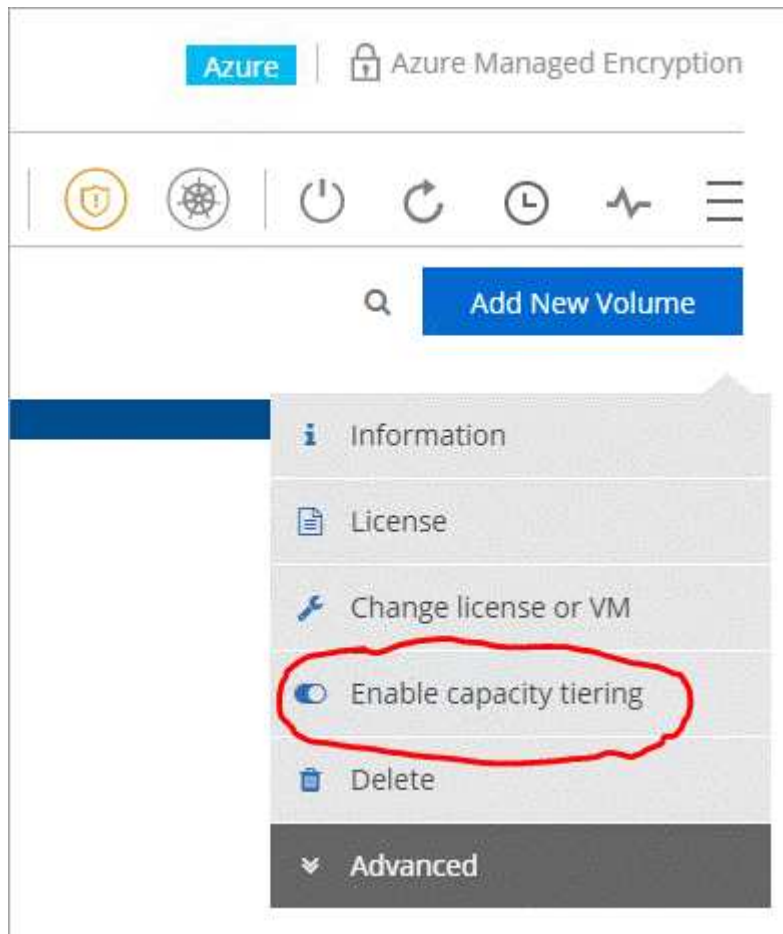 Azure
Azure Managed Encryption
Add New Volume
Information
License
Change license or VM
Enable capacity tiering
Delete
Advanced